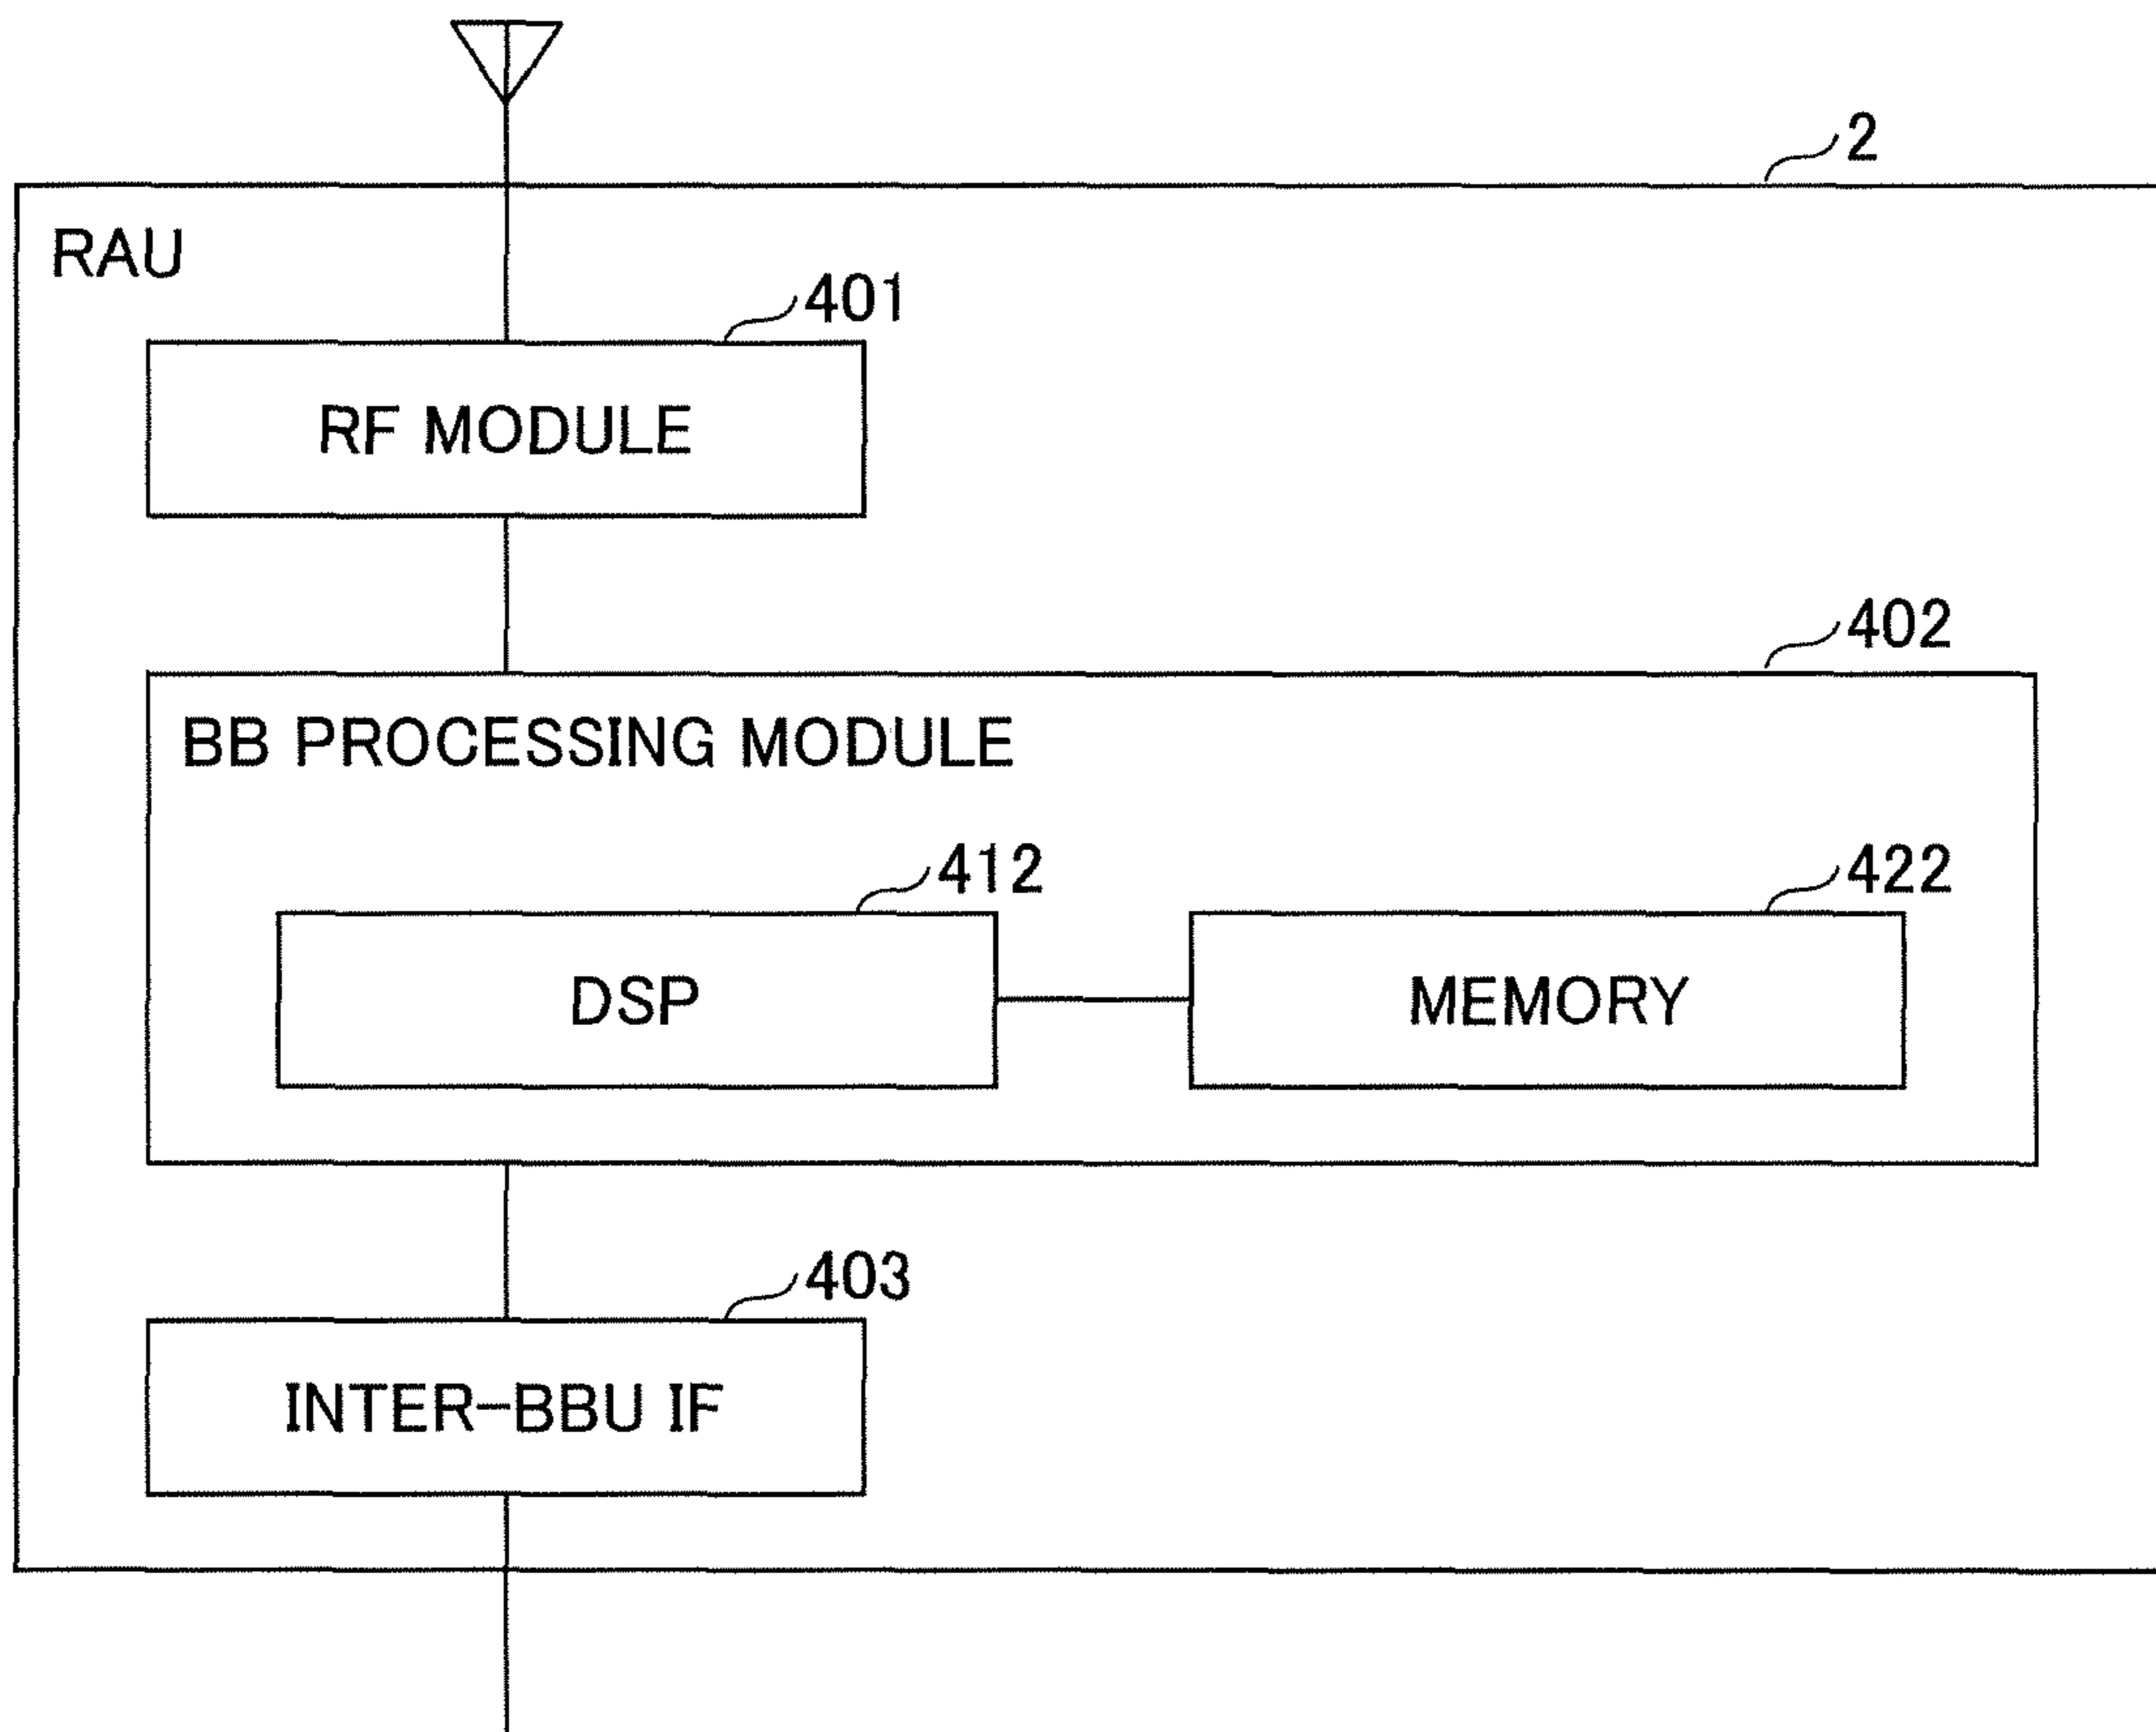 2
RAU
401
RF MODULE
402
BB PROCESSING MODULE
412
422
DSP
MEMORY
403
INTER-BBU IF